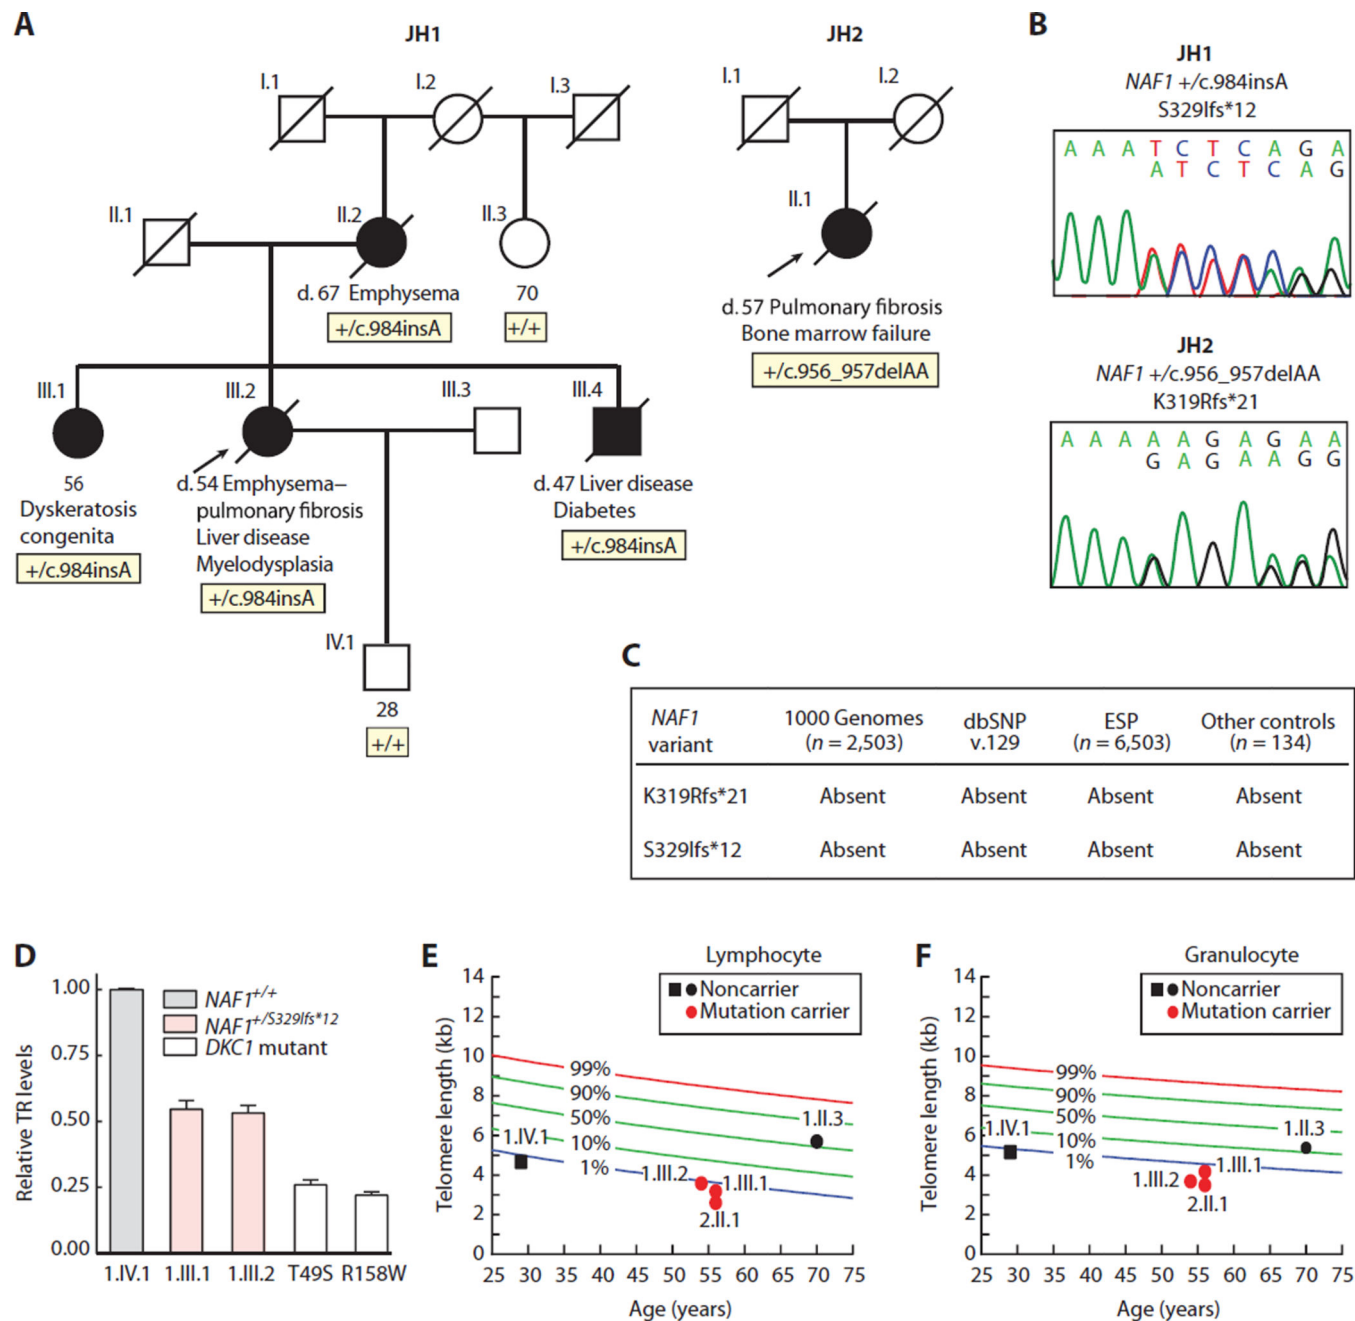 A
JH1
JH2
I.1
I.2
I.3
I.1
I.2
II.1
II.2
II.3
II.1
d. 67 Emphysema
+/c.984insA
70
+/+
d. 57 Pulmonary fibrosis
Bone marrow failure
+/c.956_957delAA
III.1
III.2
III.3
III.4
56
Dyskeratosis
congenita
+/c.984insA
d. 54 Emphysema–
pulmonary fibrosis
Liver disease
Myelodysplasia
+/c.984insA
d. 47 Liver disease
Diabetes
+/c.984insA
IV.1
28
+/+
B
JH1
NAF1 +/c.984insA
S329Ifs*12
A A A T C T C A G A
A T C T C A G
JH2
NAF1 +/c.956_957delAA
K319Rfs*21
A A A A A G A G A A
G A G A A G G
C
NAF1 variant
1000 Genomes (n = 2,503)
dbSNP v.129
ESP (n = 6,503)
Other controls (n = 134)
K319Rfs*21 Absent Absent Absent Absent
S329Ifs*12 Absent Absent Absent Absent
D
Relative TR levels
1.00
0.75
0.50
0.25
0.00
NAF1+/+
NAF1+/S329Ifs*12
DKC1 mutant
1.IV.1 1.III.1 1.III.2 T49S R158W
E
Lymphocyte
Noncarrier
Mutation carrier
Telomere length (kb)
14
12
10
8
6
4
2
0
99%
90%
50%
10%
1%
1.IV.1
1.II.3
1.III.2
1.III.1
2.II.1
25 30 35 40 45 50 55 60 65 70 75
Age (years)
F
Granulocyte
Noncarrier
Mutation carrier
Telomere length (kb)
14
12
10
8
6
4
2
0
99%
90%
50%
10%
1%
1.IV.1
1.II.3
1.III.2
1.III.1
2.II.1
25 30 35 40 45 50 55 60 65 70 75
Age (years)